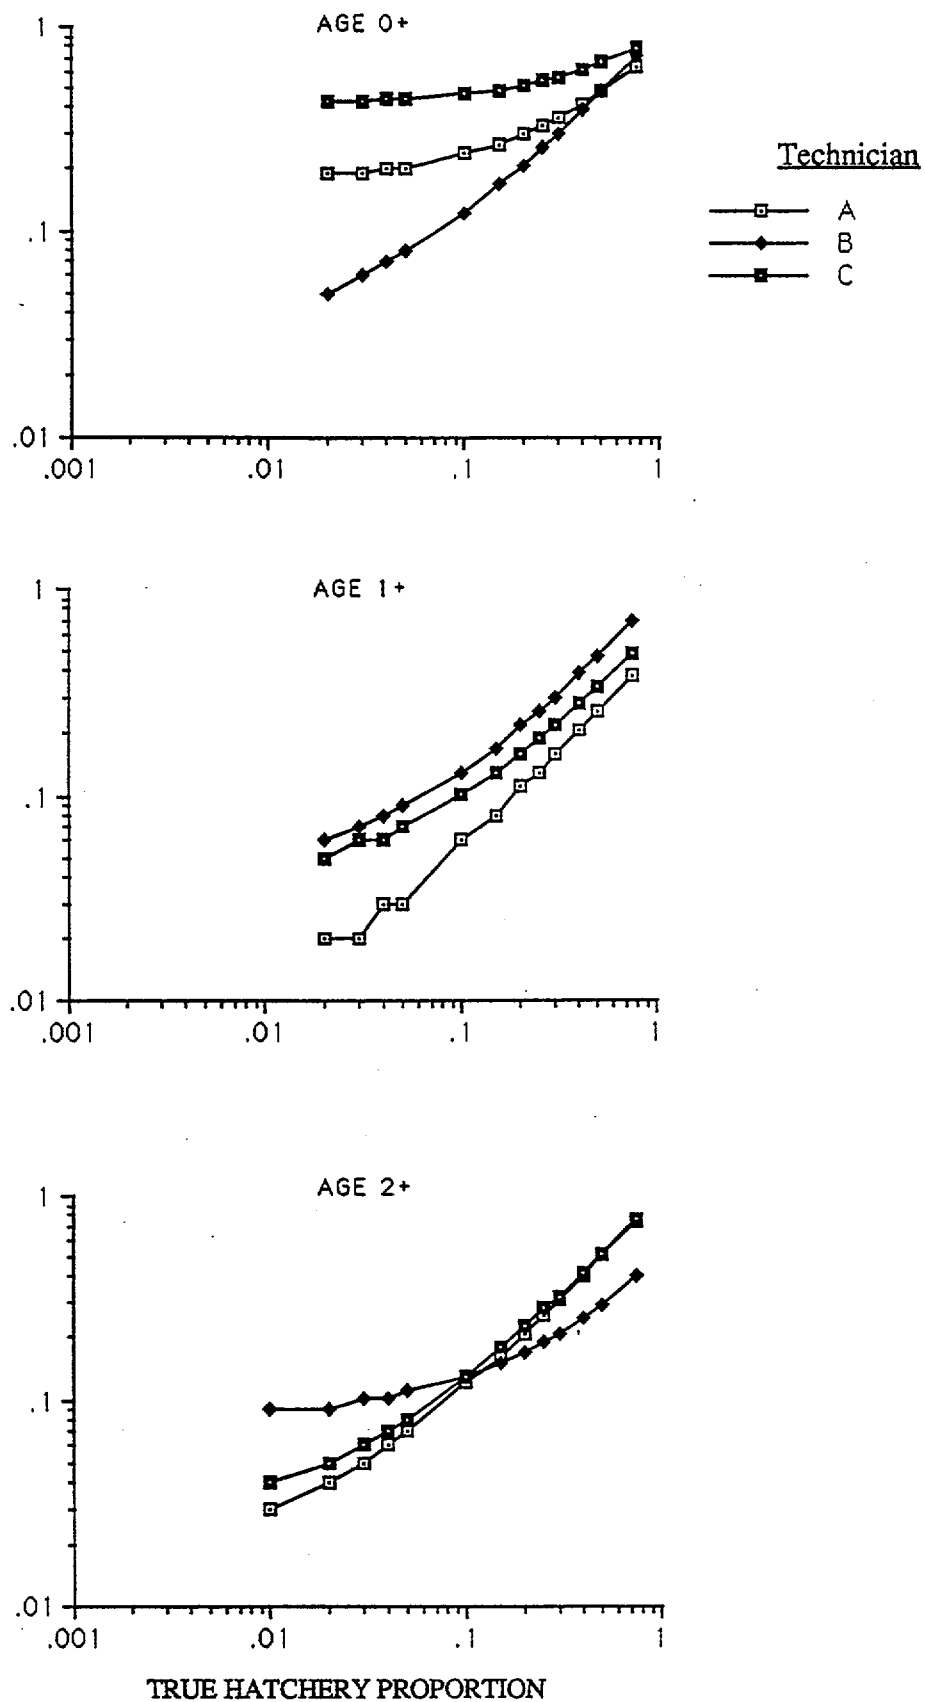 AGE 0+
1
.1
.01
.001
.01
.1
1
Technician
A
B
C
AGE 1+
1
.1
.01
.001
.01
.1
1
AGE 2+
1
.1
.01
.001
.01
.1
1
TRUE HATCHERY PROPORTION